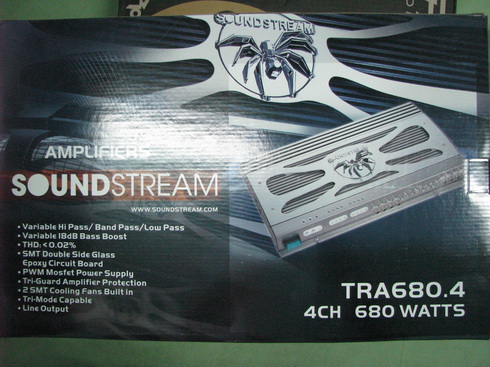 SOUNDSTREAM
AMPLIFIERS
SOUNDSTREAM
WWW.SOUNDSTREAM.COM
• Variable Hi Pass/ Band Pass/Low Pass
• Variable 18dB Bass Boost
• THD: < 0.02%
• SMT Double Side Glass
Epoxy Circuit Board
• PWM Mosfet Power Supply
• Tri-Guard Amplifier Protection
• 2 SMT Cooling Fans Built in
• Tri-Mode Capable
• Line Output
TRA680.4
4CH 680 WATTS